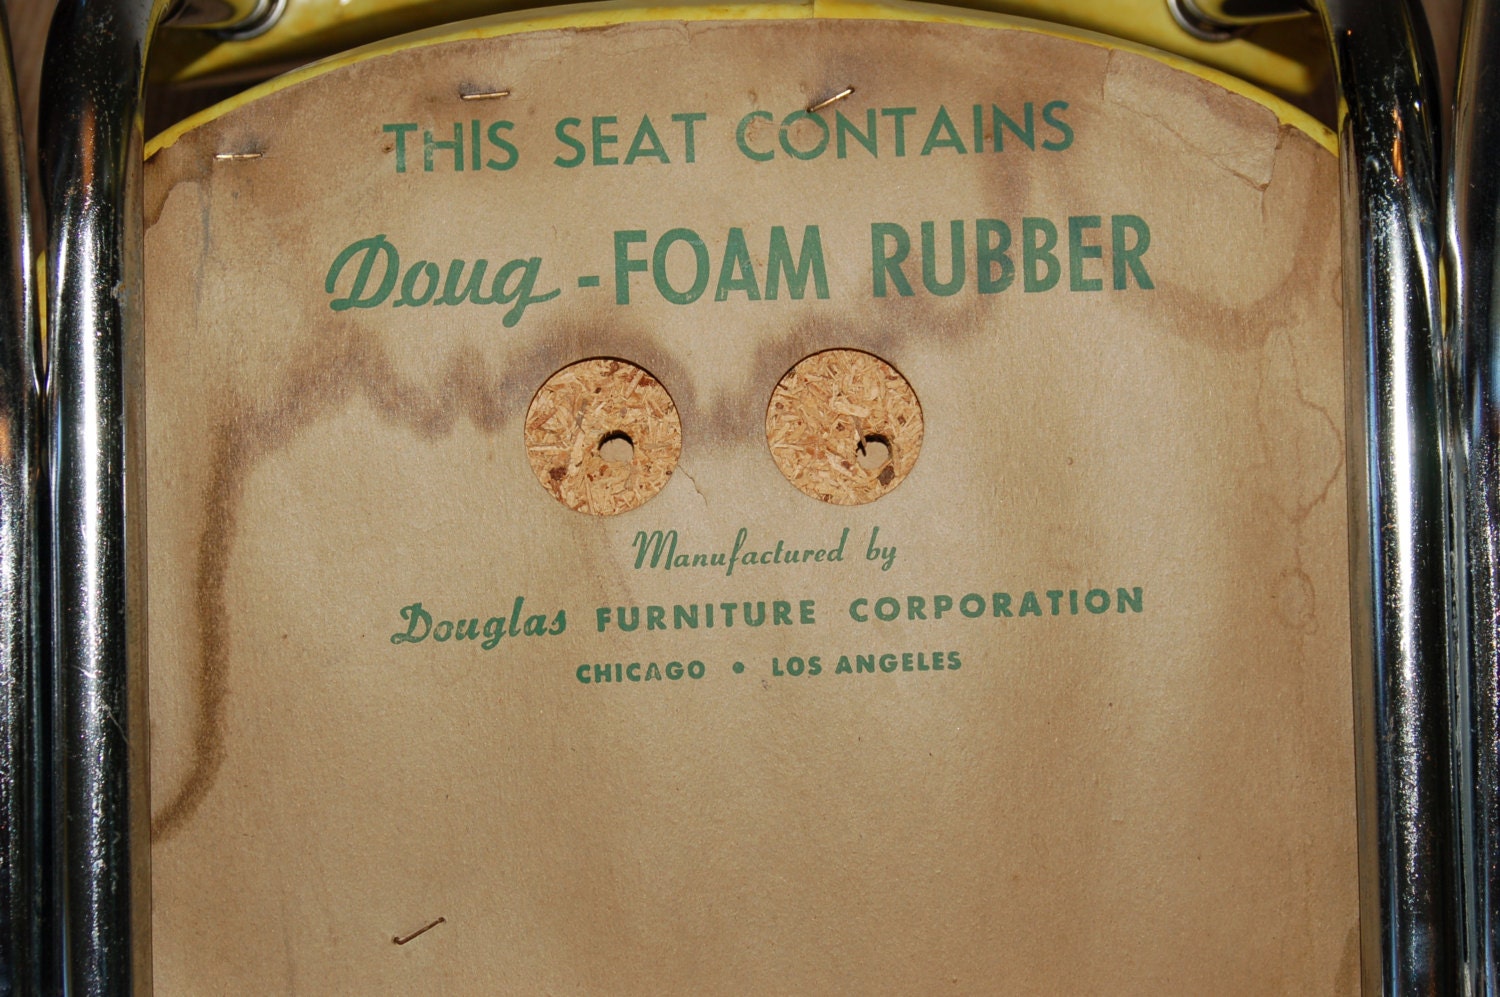 THIS SEAT CONTAINS
Doug-FOAM RUBBER
Manufactured by
Douglas FURNITURE CORPORATION
CHICAGO • LOS ANGELES